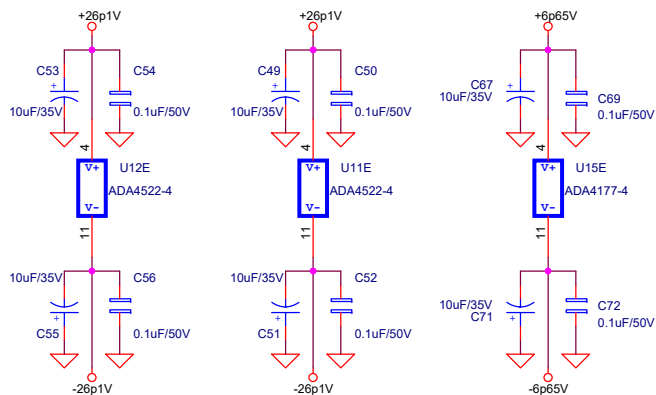 +26p1V
+26p1V
+6p65V
C53
C54
C49
C50
C67
C69
+
+
+
10uF/35V
0.1uF/50V
10uF/35V
0.1uF/50V
10uF/35V
0.1uF/50V
4
4
4
V+
U12E
V+
U11E
V+
U15E
ADA4522-4
ADA4522-4
ADA4177-4
V-
V-
V-
11
11
11
10uF/35V
C56
10uF/35V
C52
10uF/35V
C72
+
+
+
C55
0.1uF/50V
C51
0.1uF/50V
C71
0.1uF/50V
-26p1V
-26p1V
-6p65V